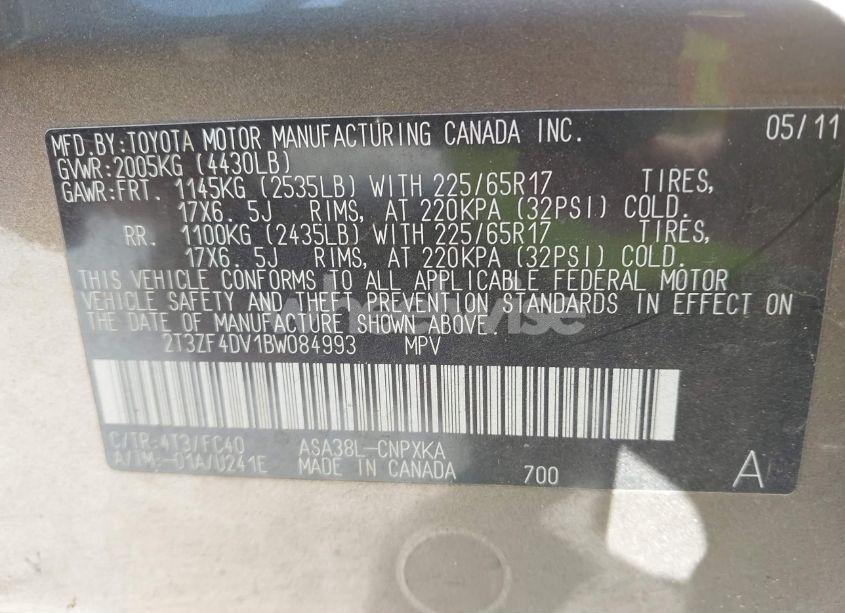 MFD.BY:TOYOTA MOTOR MANUFACTURING CANADA INC. 05/11
GVWR:2005KG (4430LB)
GAWR:FRT. 1145KG (2535LB) WITH 225/65R17 TIRES,
17X6. 5J RIMS, AT 220KPA (32PSI) COLD.
RR. 1100KG (2435LB) WITH 225/65R17 TIRES,
17X6. 5J RIMS, AT 220KPA (32PSI) COLD.
THIS VEHICLE CONFORMS TO ALL APPLICABLE FEDERAL MOTOR
VEHICLE SAFETY AND THEFT PREVENTION STANDARDS IN EFFECT ON
THE DATE OF MANUFACTURE SHOWN ABOVE.
2T3ZF4DV1BW084993 MPV
C/TR:4T3/FC40 ASA38L-CNPXKA
A/TM:-01A/U241E MADE IN CANADA 700 A